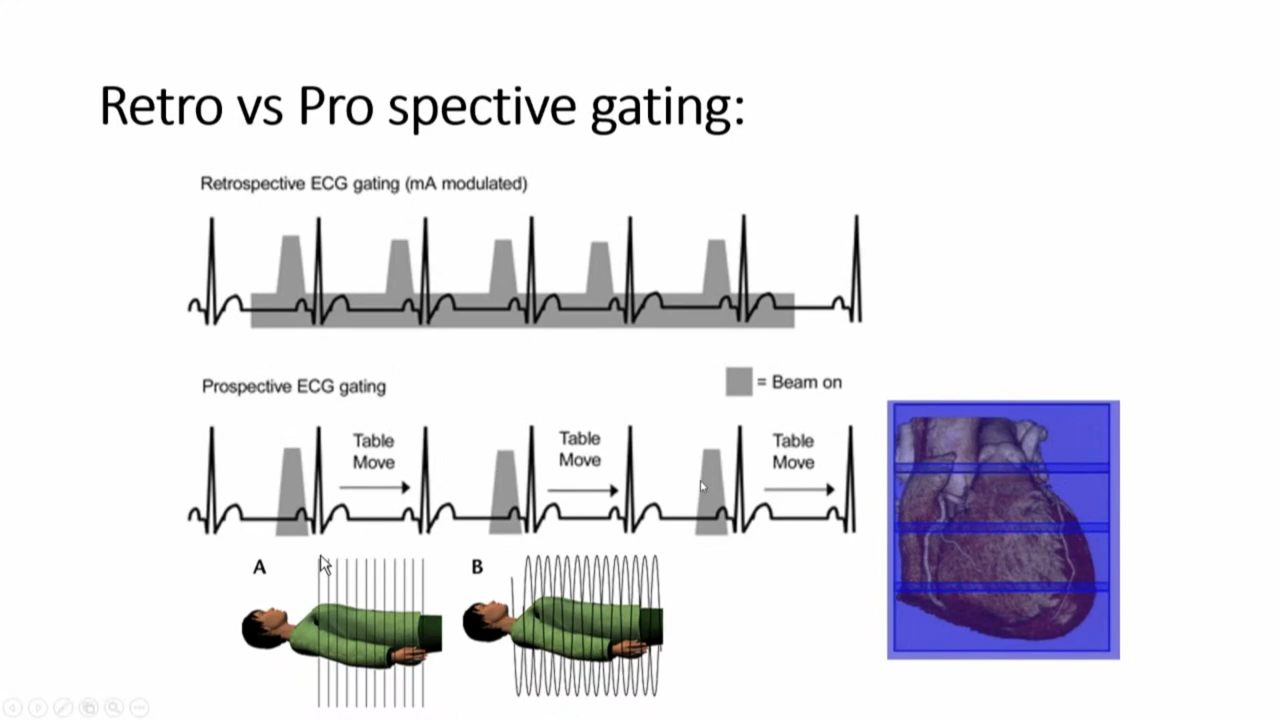 Retro vs Pro spective gating:
Retrospective ECG gating (mA modulated)
Prospective ECG gating
= Beam on
Table
Move
Table
Move
Table
Move
A
B